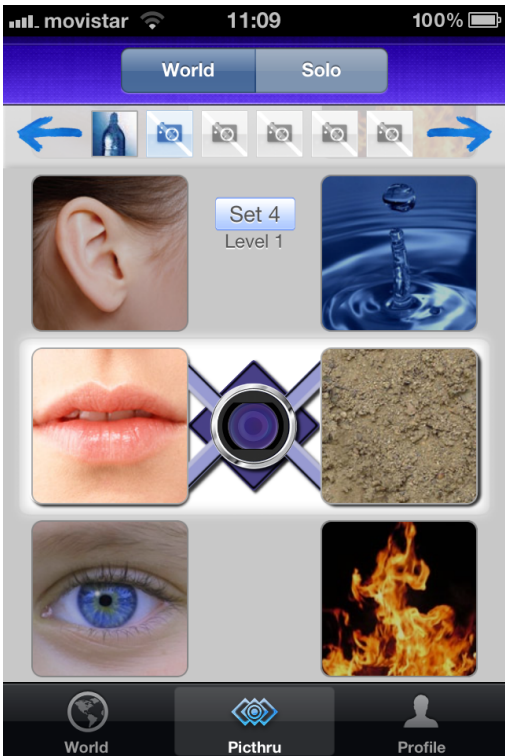 movistar 11:09 100%
World Solo
Set 4
Level 1
World Picthru Profile